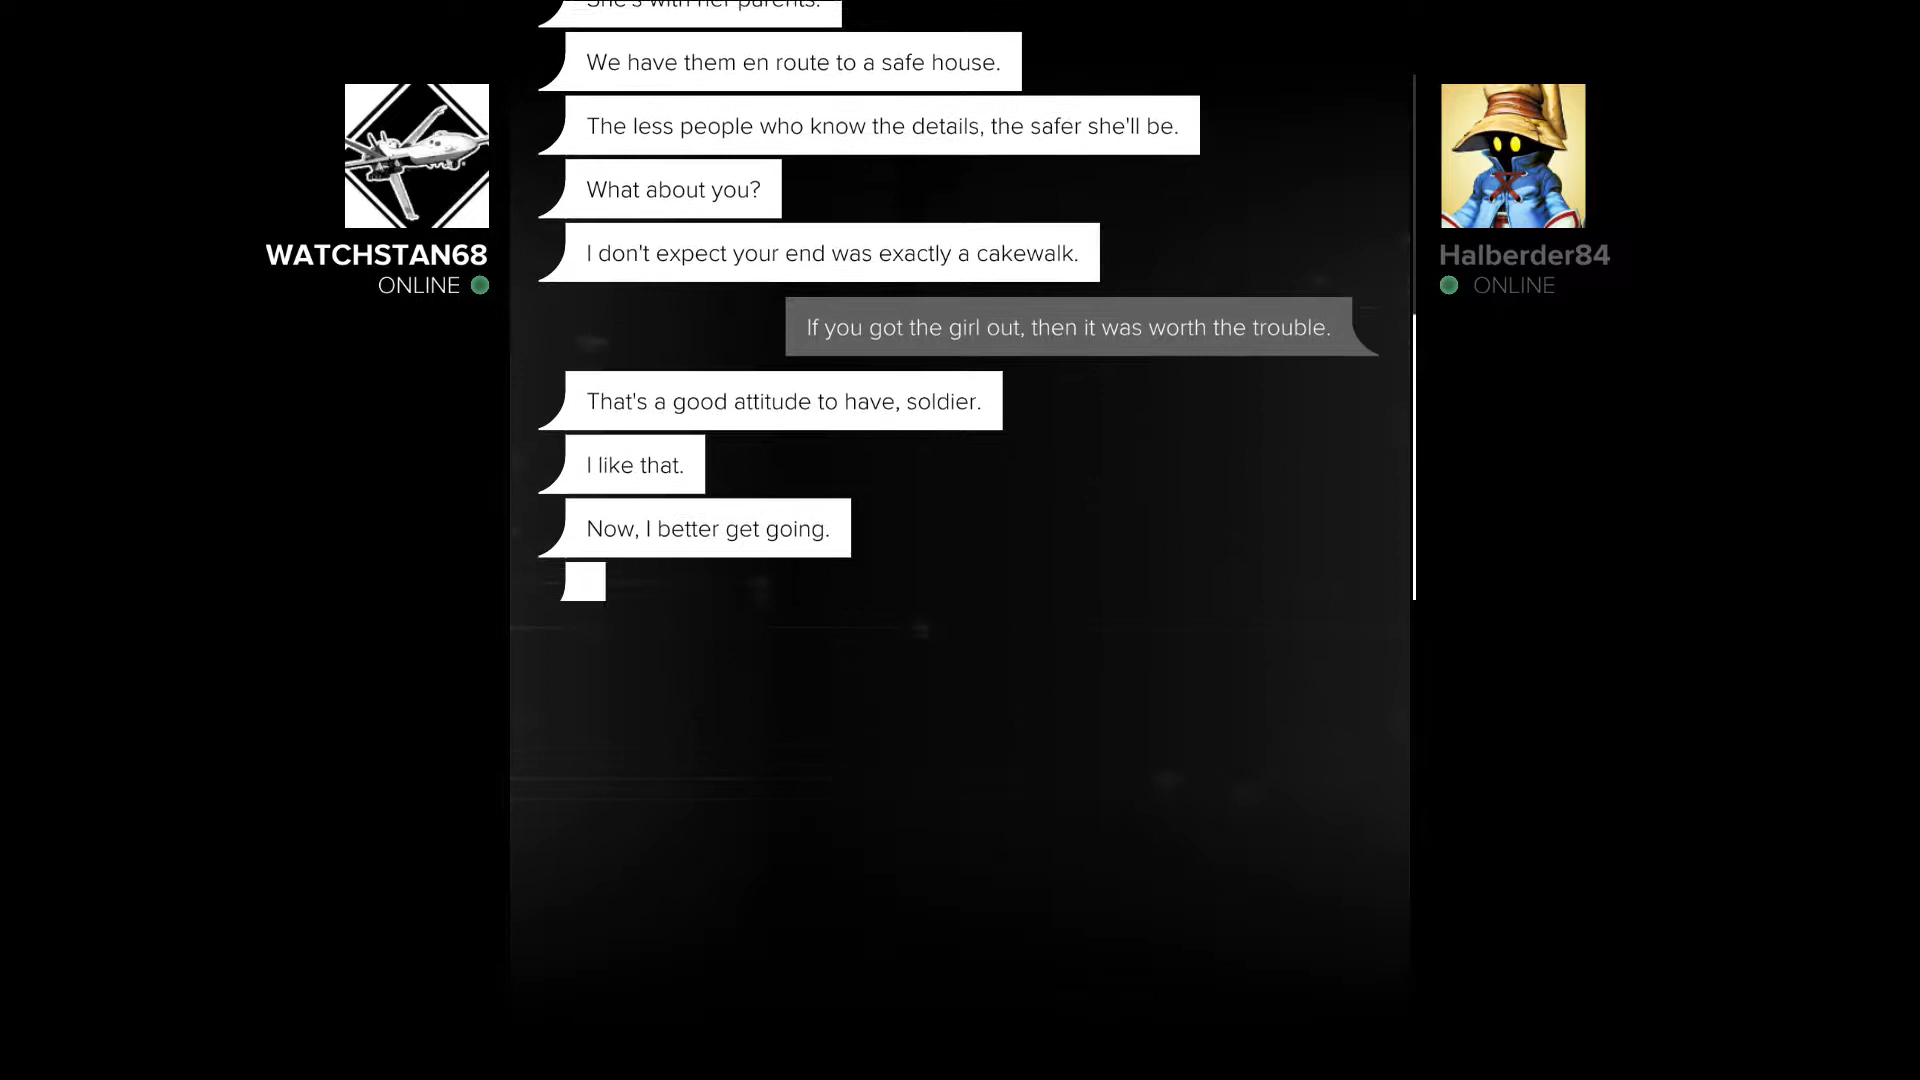 She's with her parents.
We have them en route to a safe house.
The less people who know the details, the safer she'll be.
What about you?
WATCHSTAN68
ONLINE
Halberder84
ONLINE
I don't expect your end was exactly a cakewalk.
If you got the girl out, then it was worth the trouble.
That's a good attitude to have, soldier.
I like that.
Now, I better get going.